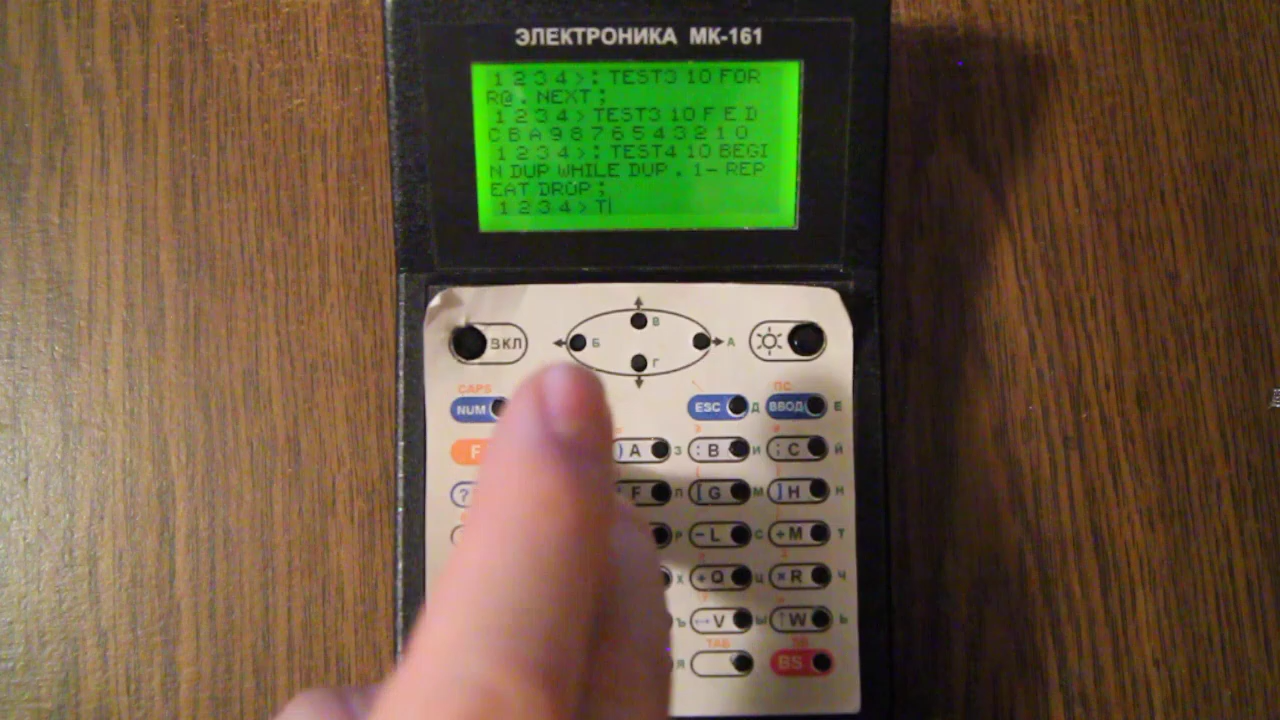 ЭЛЕКТРОНИКА МК-161
1 2 3 4 >: TEST3 10 FOR
R@ . NEXT ;
1 2 3 4 > TEST3 10 F E D
C B A 9 8 7 6 5 4 3 2 1 0
1 2 3 4 >: TEST4 10 BEGI
N DUP WHILE DUP . 1- REP
EAT DROP ;
1 2 3 4 > T
В
ВКЛ Б А
Г
CAPS ПС
NUM ESC Д ВВОД Е
F ) A З : B И ; C Й
? F П [ G М ] H Н
Р - L С ÷ M Т
Х + Q Ц × R Ч
Ъ ↔ V Ы ↑ W Ь
ТАБ
Я BS